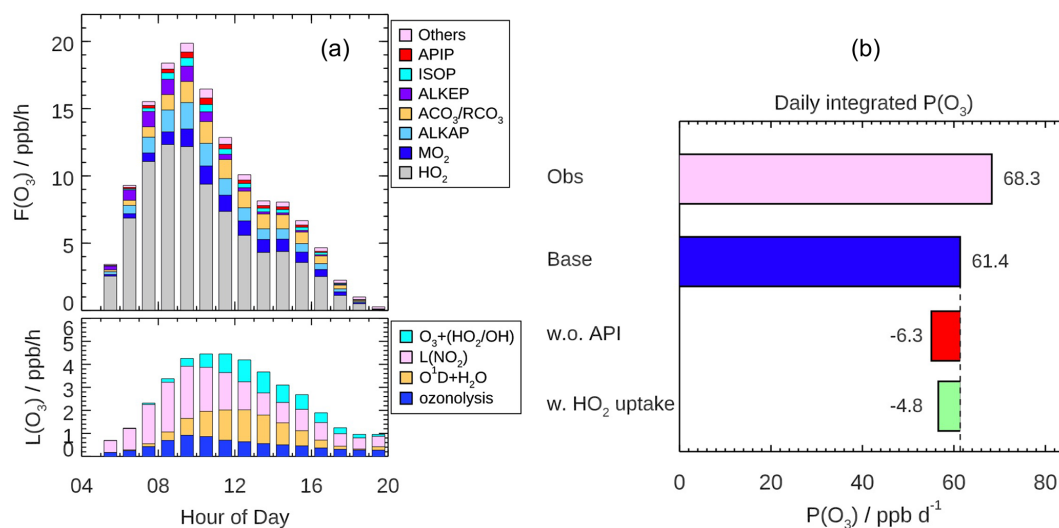 (a)
F(O3) / ppb/h
20
15
10
5
0
Others
APIP
ISOP
ALKEP
ACO3/RCO3
ALKAP
MO2
HO2
L(O3) / ppb/h
6
5
4
3
2
1
0
O3+(HO2/OH)
L(NO2)
O1D+H2O
ozonolysis
04 08 12 16 20
Hour of Day
(b)
Daily integrated P(O3)
Obs 68.3
Base 61.4
w.o. API -6.3
w. HO2 uptake -4.8
0 20 40 60 80
P(O3) / ppb d-1